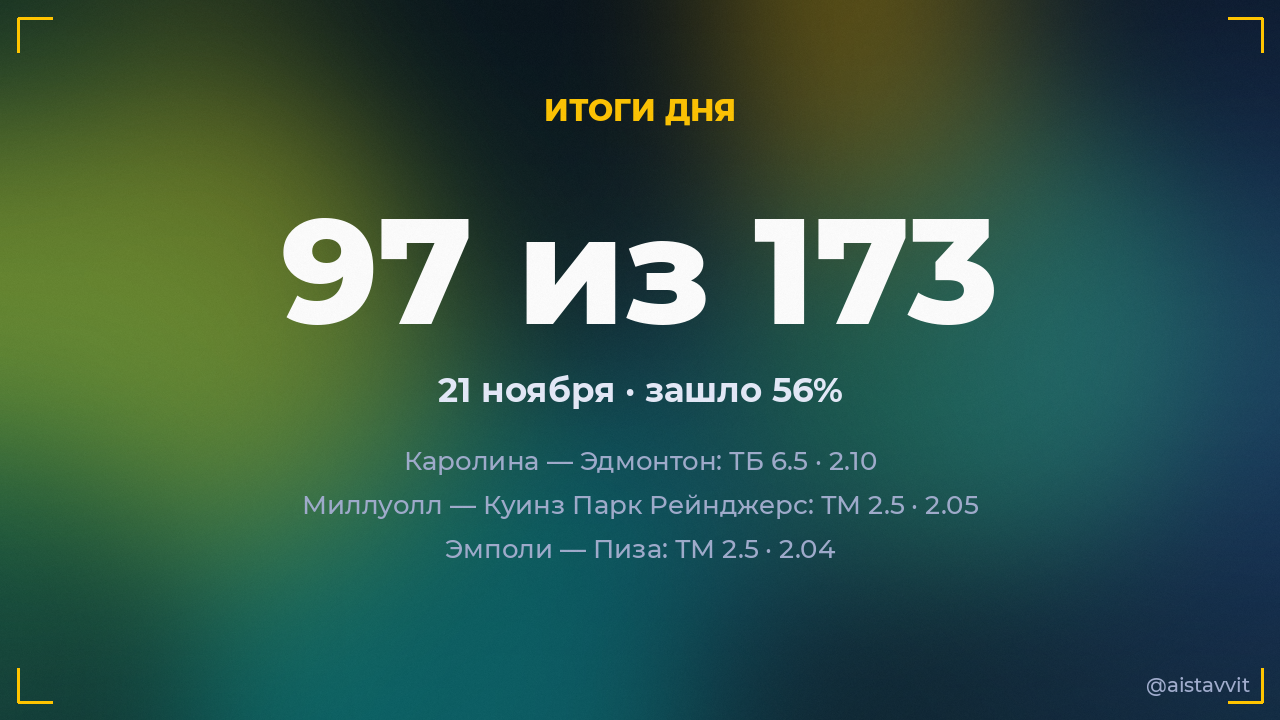 ИТОГИ ДНЯ
97 из 173
21 ноября · зашло 56%
Каролина — Эдмонтон: ТБ 6.5 · 2.10
Миллуолл — Куинз Парк Рейнджерс: ТМ 2.5 · 2.05
Эмполи — Пиза: ТМ 2.5 · 2.04
@aistavvit